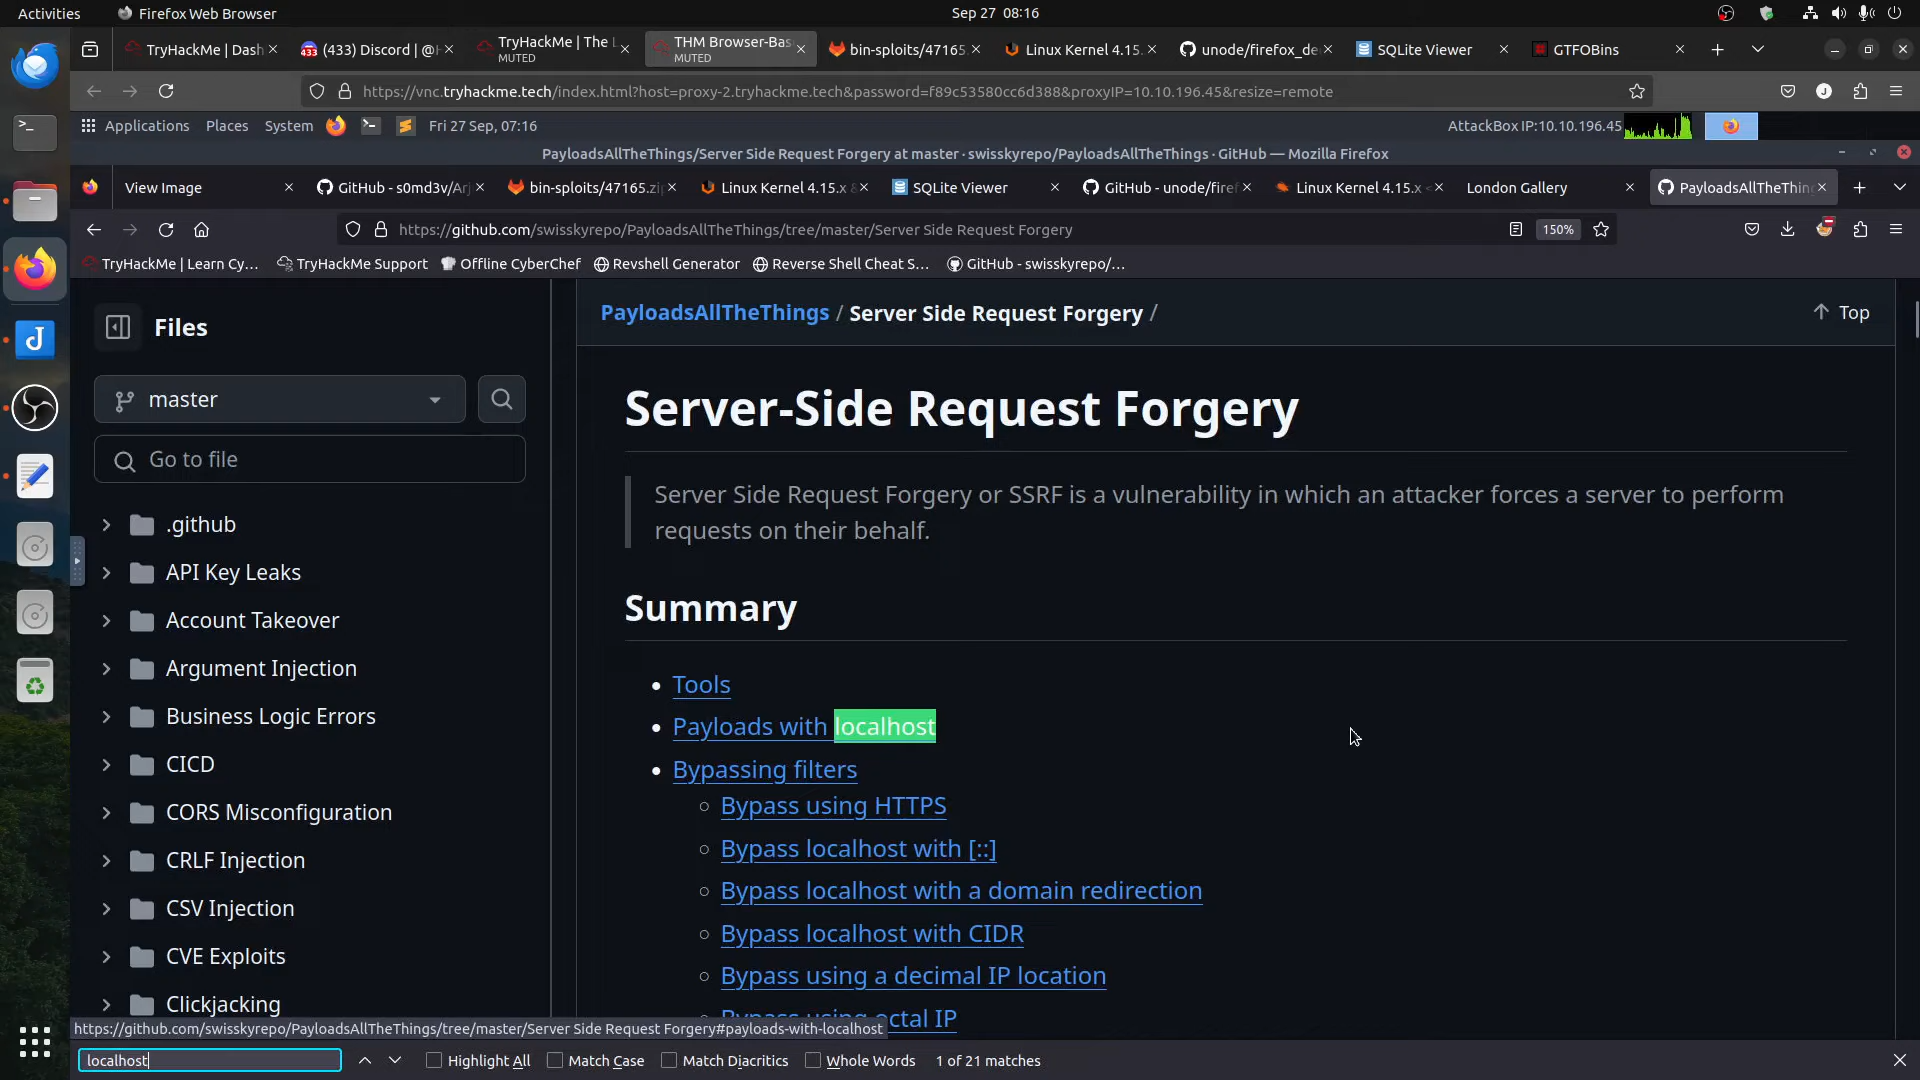 Activities
Firefox Web Browser
Sep 27 08:16
TryHackMe | Dash
(433) Discord | @H
TryHackMe | The L
MUTED
THM Browser-Bas
MUTED
bin-sploits/47165.
Linux Kernel 4.15.
unode/firefox_de
SQLite Viewer
GTFOBins
https://vnc.tryhackme.tech/index.html?host=proxy-2.tryhackme.tech&password=f89c53580cc6d388&proxyIP=10.10.196.45&resize=remote
Applications
Places
System
Fri 27 Sep, 07:16
AttackBox IP:10.10.196.45
PayloadsAllTheThings/Server Side Request Forgery at master · swisskyrepo/PayloadsAllTheThings · GitHub — Mozilla Firefox
View Image
GitHub - s0md3v/Arj
bin-sploits/47165.zi
Linux Kernel 4.15.x
SQLite Viewer
GitHub - unode/firef
Linux Kernel 4.15.x <
London Gallery
PayloadsAllTheThin
https://github.com/swisskyrepo/PayloadsAllTheThings/tree/master/Server Side Request Forgery
150%
TryHackMe | Learn Cy...
TryHackMe Support
Offline CyberChef
Revshell Generator
Reverse Shell Cheat S...
GitHub - swisskyrepo/...
Files
master
Go to file
.github
API Key Leaks
Account Takeover
Argument Injection
Business Logic Errors
CICD
CORS Misconfiguration
CRLF Injection
CSV Injection
CVE Exploits
Clickjacking
PayloadsAllTheThings / Server Side Request Forgery /
Top
Server-Side Request Forgery
Server Side Request Forgery or SSRF is a vulnerability in which an attacker forces a server to perform
requests on their behalf.
Summary
Tools
Payloads with localhost
Bypassing filters
Bypass using HTTPS
Bypass localhost with [::]
Bypass localhost with a domain redirection
Bypass localhost with CIDR
Bypass using a decimal IP location
Bypass using octal IP
https://github.com/swisskyrepo/PayloadsAllTheThings/tree/master/Server Side Request Forgery#payloads-with-localhost
localhost
Highlight All
Match Case
Match Diacritics
Whole Words
1 of 21 matches